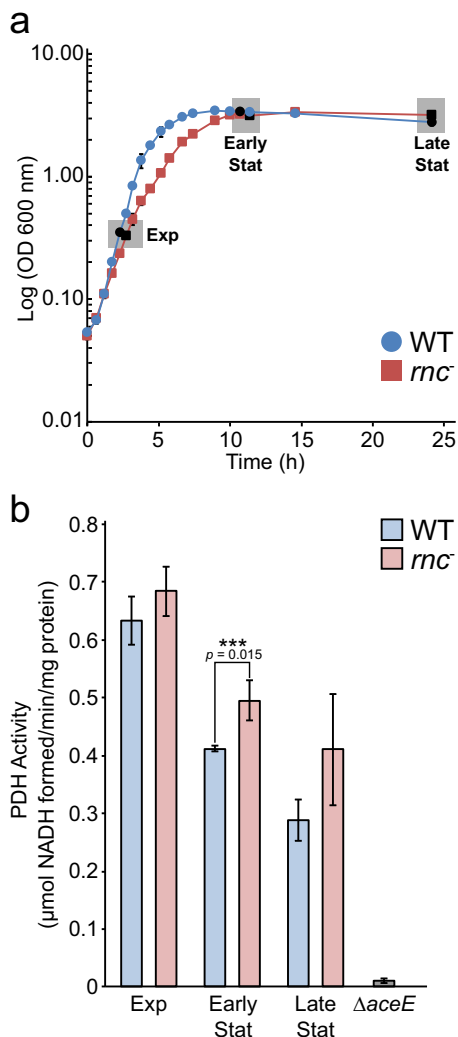 a
Log (OD 600 nm)
10.00
1.00
0.10
0.01
Exp
Early
Stat
Late
Stat
WT
rnc-
0 5 10 15 20 25
Time (h)
b
PDH Activity
(μmol NADH formed/min/mg protein)
0.8
0.7
0.6
0.5
0.4
0.3
0.2
0.1
0
WT
rnc-
***
p = 0.015
Exp
Early
Stat
Late
Stat
ΔaceE